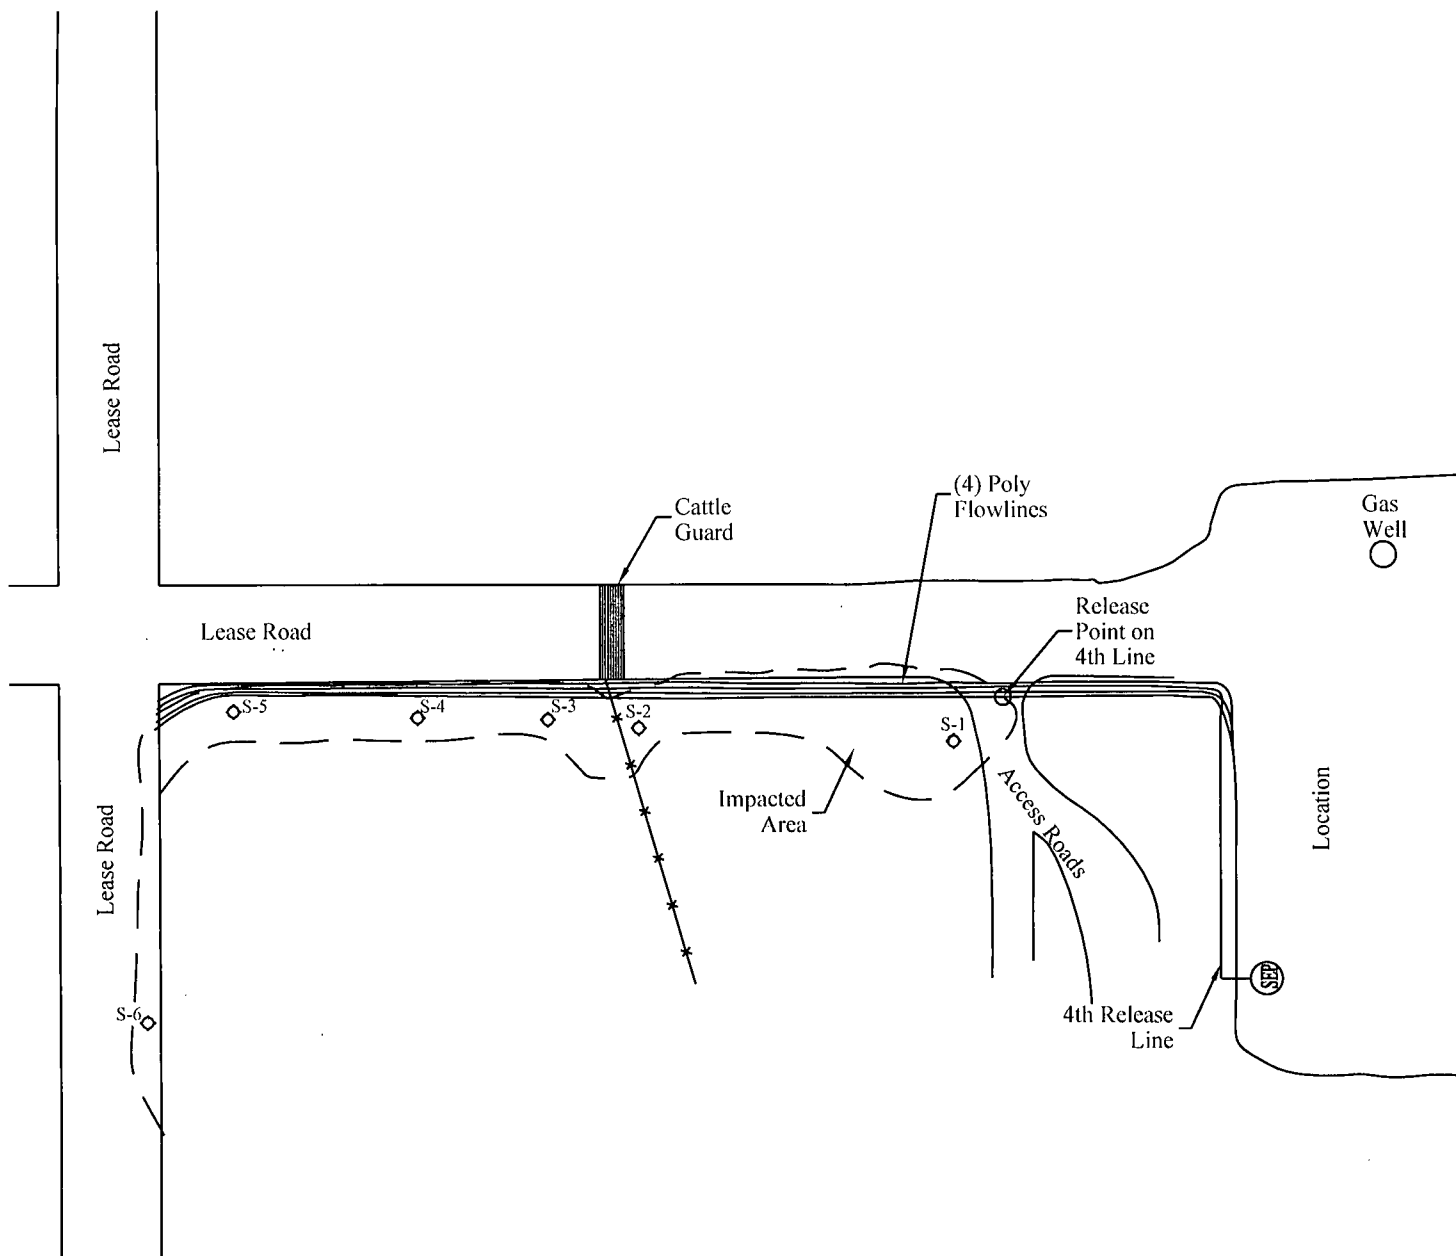 Lease Road
Cattle
Guard
(4) Poly
Flowlines
Gas
Well
Release
Point on
4th Line
Lease Road
S-5
S-4
S-3
S-2
S-1
Impacted
Area
Access Roads
Location
Lease Road
SEP
S-6
4th Release
Line